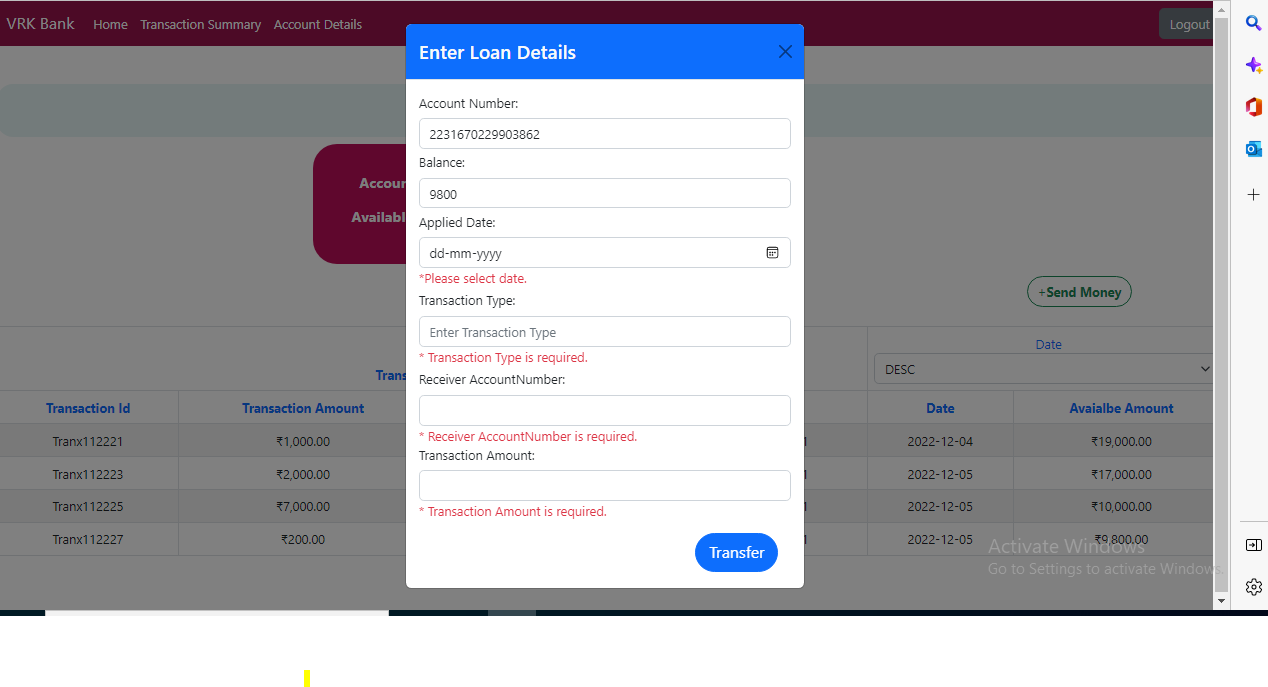 VRK Bank Home Transaction Summary Account Details Logout
Enter Loan Details
Account Number:
2231670229903862
Balance:
9800
Applied Date:
dd-mm-yyyy
*Please select date.
Transaction Type:
Enter Transaction Type
* Transaction Type is required.
Receiver AccountNumber:
* Receiver AccountNumber is required.
Transaction Amount:
* Transaction Amount is required.
Transfer
Accour
Availabl
+Send Money
Trans
Date
DESC
Transaction Id Transaction Amount Date Avaialbe Amount
Tranx112221 ₹1,000.00 2022-12-04 ₹19,000.00
Tranx112223 ₹2,000.00 2022-12-05 ₹17,000.00
Tranx112225 ₹7,000.00 2022-12-05 ₹10,000.00
Tranx112227 ₹200.00 2022-12-05 ₹9,800.00
Activate Windows
Go to Settings to activate Windows.